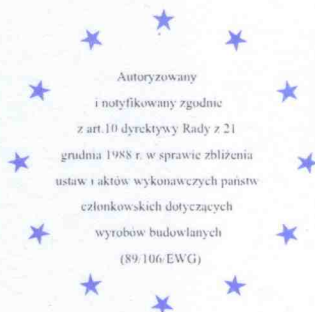 Autoryzowany
i notyfikowany zgodnie
z art.10 dyrektywy Rady z 21
grudnia 1988 r. w sprawie zbliżenia
ustaw i aktów wykonawczych państw
członkowskich dotyczących
wyrobów budowlanych
(89/106/EWG)